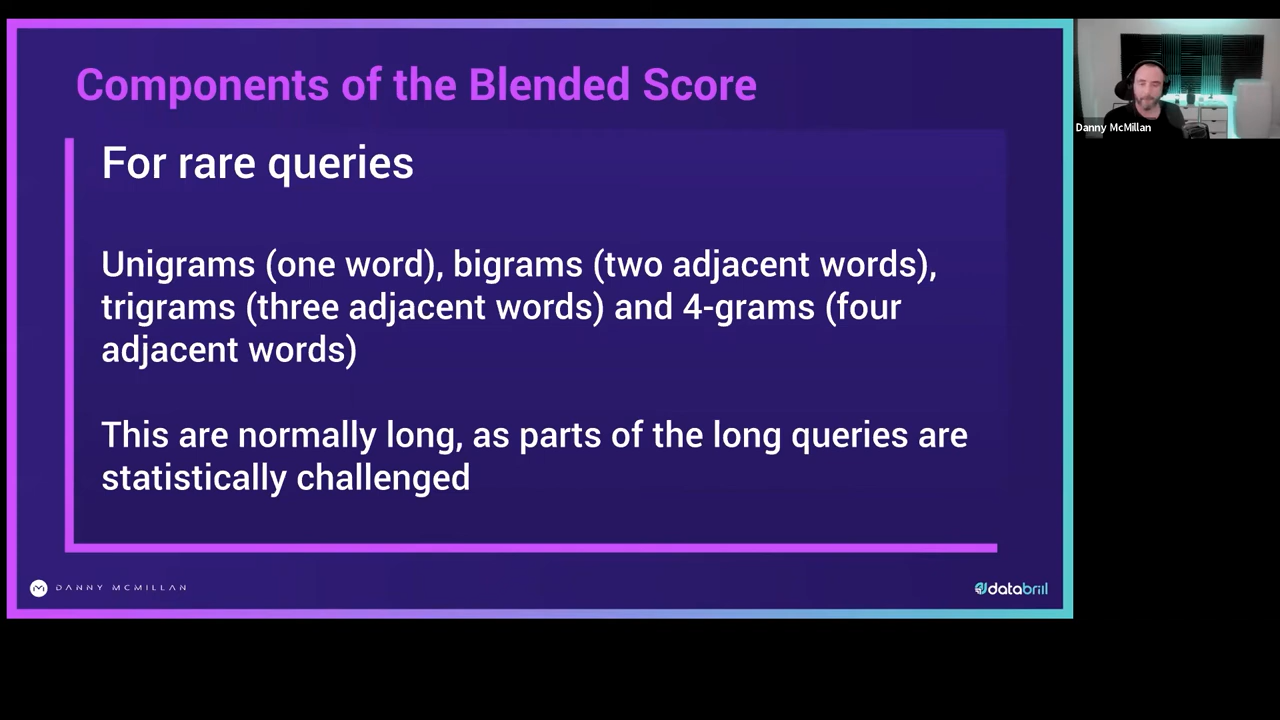 Components of the Blended Score
For rare queries
Unigrams (one word), bigrams (two adjacent words),
trigrams (three adjacent words) and 4-grams (four
adjacent words)
This are normally long, as parts of the long queries are
statistically challenged
DANNY MCMILLAN
databrill
Danny McMillan